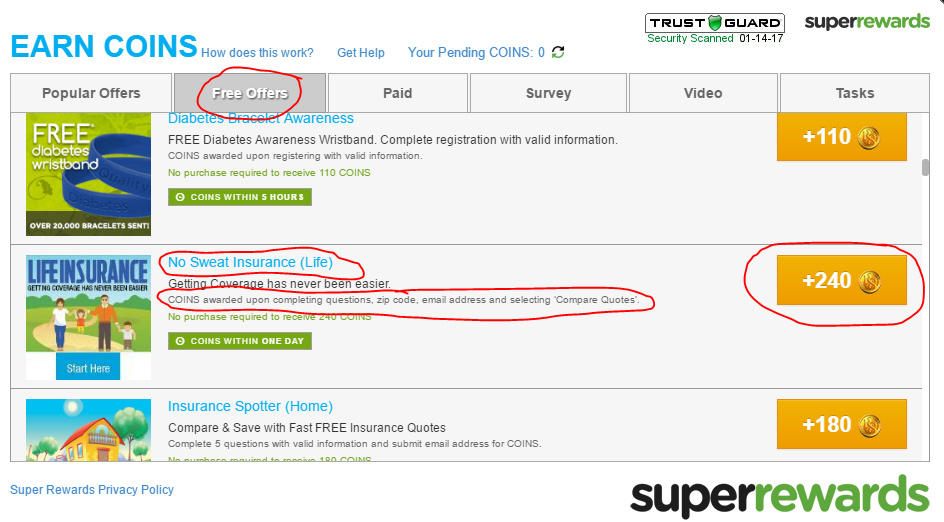 TRUST GUARD
Security Scanned 01-14-17
superrewards
EARN COINS How does this work? Get Help Your Pending COINS: 0
Popular Offers Free Offers Paid Survey Video Tasks
FREE*
diabetes
wristband
Quality
Diabetes
OVER 20,000 BRACELETS SENT!
Diabetes Bracelet Awareness
FREE Diabetes Awareness Wristband. Complete registration with valid information.
COINS awarded upon registering with valid information.
No purchase required to receive 110 COINS
COINS WITHIN 5 HOURS
+110
LIFE INSURANCE
GETTING COVERAGE HAS NEVER BEEN EASIER
Start Here
No Sweat Insurance (Life)
Getting Coverage has never been easier.
COINS awarded upon completing questions, zip code, email address and selecting 'Compare Quotes'.
No purchase required to receive 240 COINS
COINS WITHIN ONE DAY
+240
Insurance Spotter (Home)
Compare & Save with Fast FREE Insurance Quotes
Complete 5 questions with valid information and submit email address for COINS.
No purchase required to receive 180 COINS
+180
Super Rewards Privacy Policy
superrewards